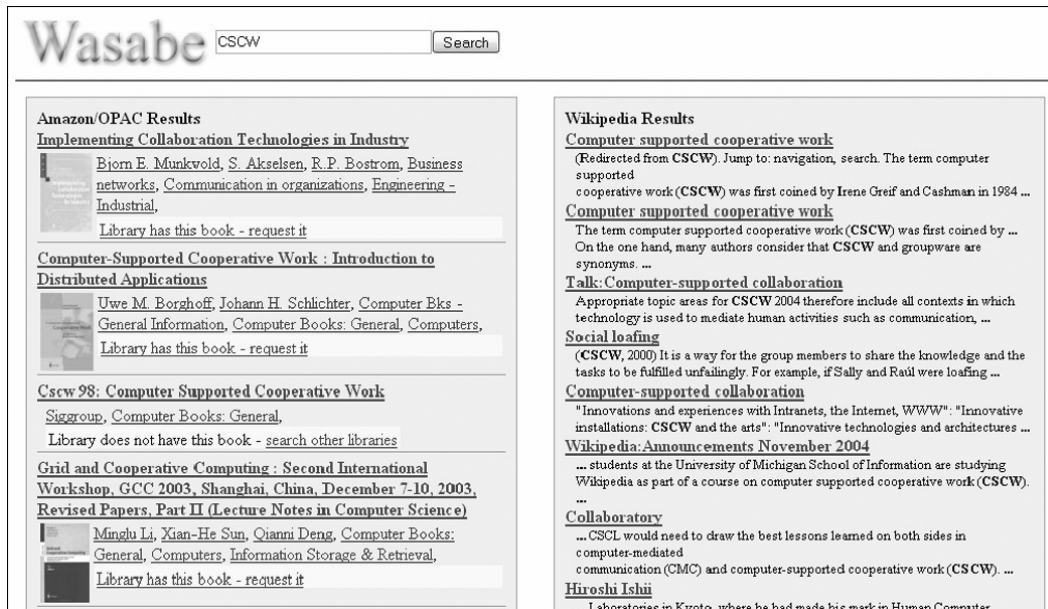 Wasabe
CSCW
Search
Amazon/OPAC Results
Implementing Collaboration Technologies in Industry
Bjorn E. Munkwold, S. Akselsen, R.P. Bostrom, Business
networks, Communication in organizations, Engineering -
Industrial,
Library has this book - request it
Computer-Supported Cooperative Work : Introduction to
Distributed Applications
Uwe M. Borghoff, Johann H. Schlichter, Computer Bks -
General Information, Computer Books: General, Computers,
Library has this book - request it
Cscw 98: Computer Supported Cooperative Work
Siggroup, Computer Books: General,
Library does not have this book - search other libraries
Grid and Cooperative Computing : Second International
Workshop, GCC 2003, Shanghai, China, December 7-10, 2003,
Revised Papers, Part II (Lecture Notes in Computer Science)
Minglu Li, Xian-He Sun, Qianni Deng, Computer Books:
General, Computers, Information Storage & Retrieval,
Library has this book - request it
Wikipedia Results
Computer supported cooperative work
(Redirected from CSCW). Jump to: navigation, search. The term computer
supported
cooperative work (CSCW) was first coined by Irene Greif and Cashman in 1984 ...
Computer supported cooperative work
The term computer supported cooperative work (CSCW) was first coined by ...
On the one hand, many authors consider that CSCW and groupware are
synonyms. ...
Talk:Computer-supported collaboration
Appropriate topic areas for CSCW 2004 therefore include all contexts in which
technology is used to mediate human activities such as communication, ...
Social loafing
(CSCW, 2000) It is a way for the group members to share the knowledge and the
tasks to be fulfilled unfailingly. For example, if Sally and Raúl were loafing ...
Computer-supported collaboration
"Innovations and experiences with Intranets, the Internet, WWW": "Innovative
installations: CSCW and the arts": "Innovative technologies and architectures ...
Wikipedia:Announcements November 2004
... students at the University of Michigan School of Information are studying
Wikipedia as part of a course on computer supported cooperative work (CSCW).
...
Collaboratory
... CSCL would need to draw the best lessons learned on both sides in
computer-mediated
communication (CMC) and computer-supported cooperative work (CSCW). ...
Hiroshi Ishii
Laboratories in Kyoto, where he had made his mark in Human Computer